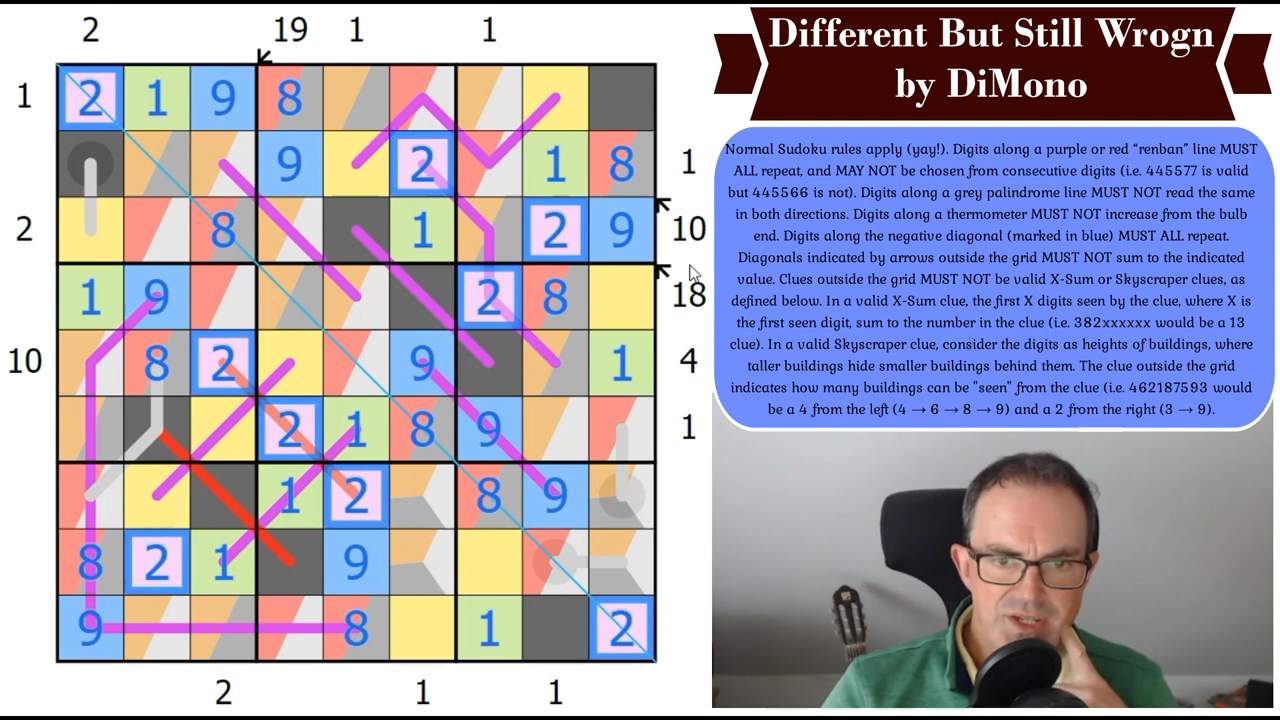 Different But Still Wrogn
by DiMono
Normal Sudoku rules apply (yay!). Digits along a purple or red "renban" line MUST
ALL repeat, and MAY NOT be chosen from consecutive digits (i.e. 445577 is valid
but 445566 is not). Digits along a grey palindrome line MUST NOT read the same
in both directions. Digits along a thermometer MUST NOT increase from the bulb
end. Digits along the negative diagonal (marked in blue) MUST ALL repeat.
Diagonals indicated by arrows outside the grid MUST NOT sum to the indicated
value. Clues outside the grid MUST NOT be valid X-Sum or Skyscraper clues, as
defined below. In a valid X-Sum clue, the first X digits seen by the clue, where X is
the first seen digit, sum to the number in the clue (i.e. 382xxxxxx would be a 13
clue). In a valid Skyscraper clue, consider the digits as heights of buildings, where
taller buildings hide smaller buildings behind them. The clue outside the grid
indicates how many buildings can be "seen" from the clue (i.e. 462187593 would
be a 4 from the left (4 → 6 → 8 → 9) and a 2 from the right (3 → 9).
2 19 1 1
1 2 1 9 8
9 2 1 8 1
2 8 1 2 9 10
1 9 2 8 18
10 8 2 9 1 4
2 1 8 9 1
1 2 8 9
8 2 1 9
9 8 1 2
2 1 1